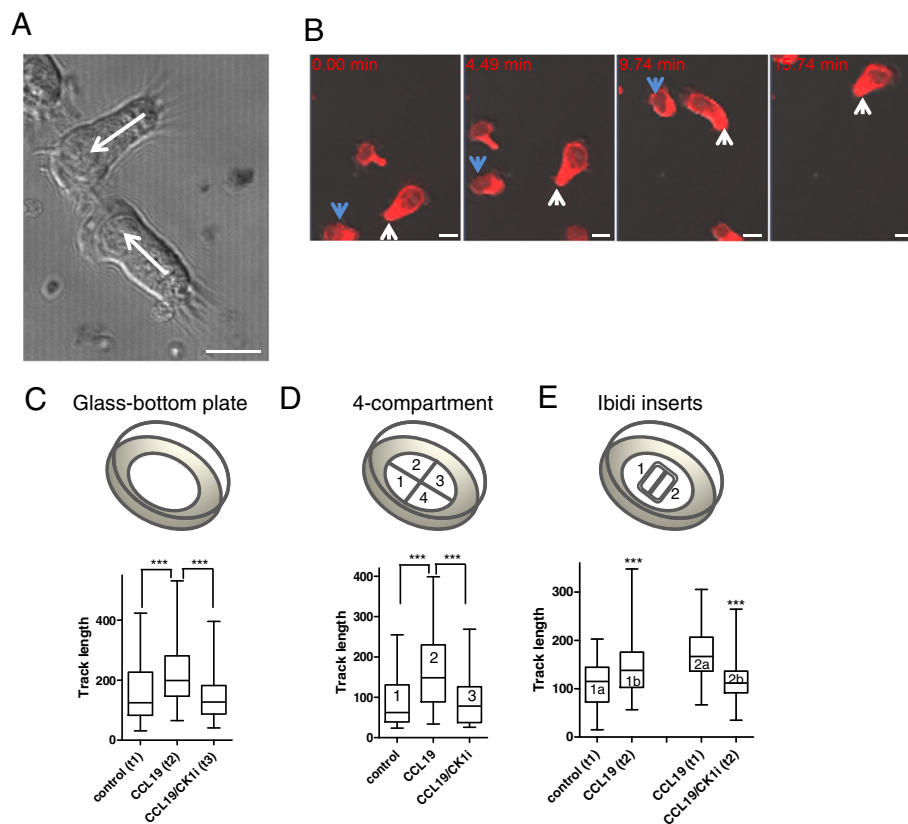 A
B
0.00 min
4.49 min
9.74 min
15.74 min
C
Glass-bottom plate
D
4-compartment
E
Ibidi inserts
1
2
3
4
1
2
Track length
400
200
0
***
***
control (t1)
CCL19 (t2)
CCL19/CK1i (t3)
Track length
400
300
200
100
0
***
***
1
2
3
control
CCL19
CCL19/CK1i
Track length
400
300
200
100
0
***
***
1a
1b
2a
2b
control (t1)
CCL19 (t2)
CCL19 (t1)
CCL19/CK1i (t2)